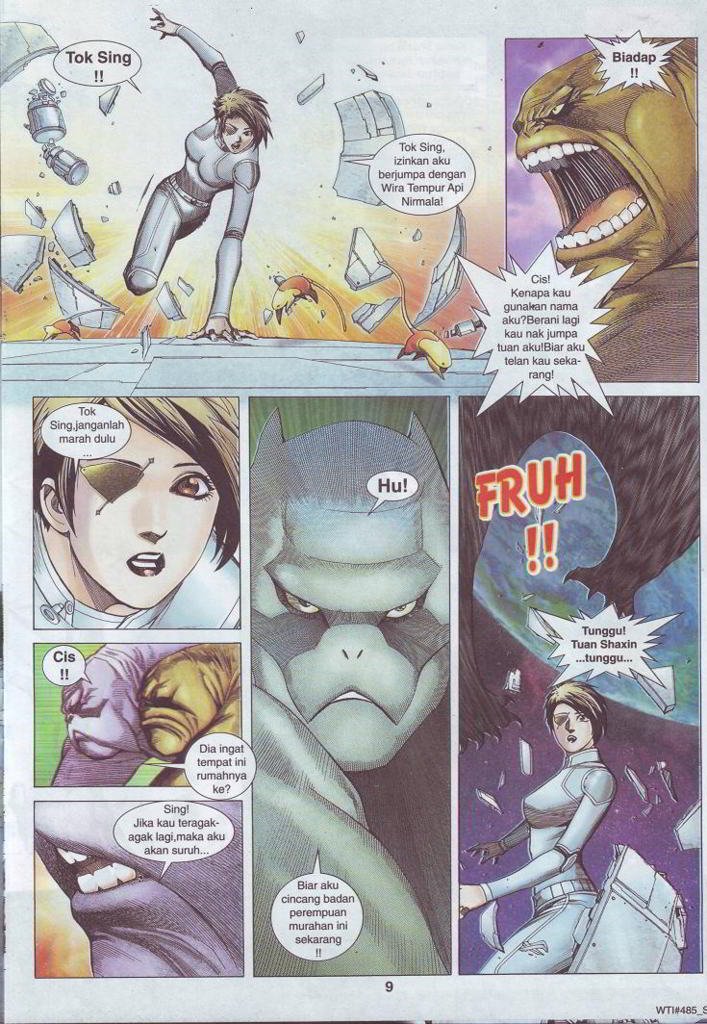 Tok Sing
!!
Tok Sing,
izinkan aku
berjumpa dengan
Wira Tempur Api
Nirmala!
Biadap
!!
Cis!
Kenapa kau
gunakan nama
aku?Berani lagi
kau nak jumpa
tuan aku!Biar aku
telan kau seka-
rang!
Tok
Sing,janganlah
marah dulu
...
Cis
!!
Dia ingat
tempat ini
rumahnya
ke?
Sing!
Jika kau teragak-
agak lagi,maka aku
akan suruh...
Hu!
Biar aku
cincang badan
perempuan
murahan ini
sekarang
!!
FRUH
!!
Tunggu!
Tuan Shaxin
...tunggu...
9
WTI#485_S